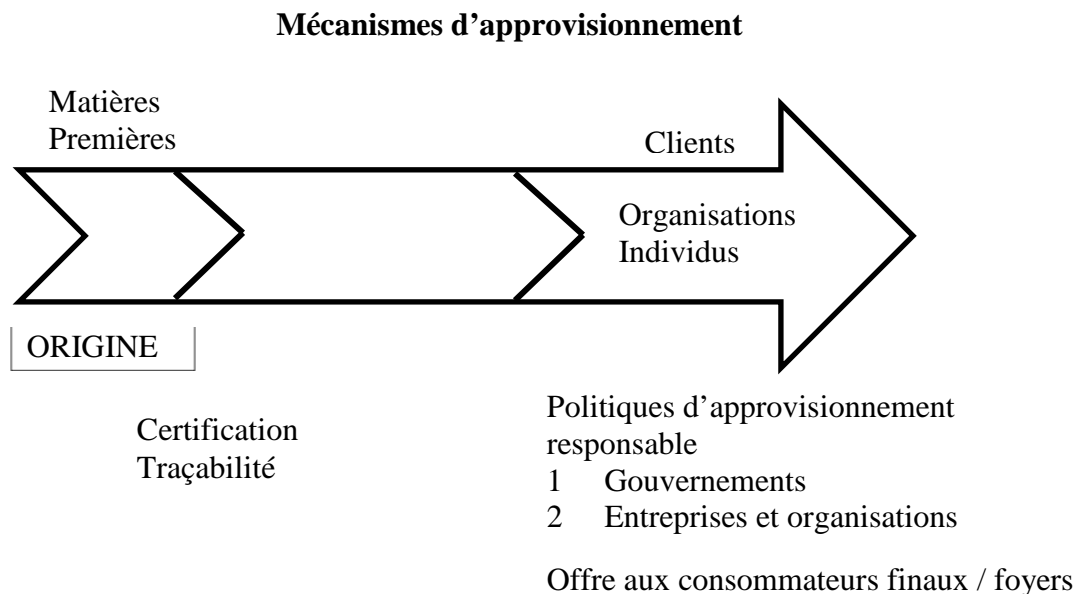 Mécanismes d’approvisionnement
Matières
Premières
Clients
Organisations
Individus
ORIGINE
Certification
Traçabilité
Politiques d’approvisionnement
responsable
1 Gouvernements
2 Entreprises et organisations
Offre aux consommateurs finaux / foyers